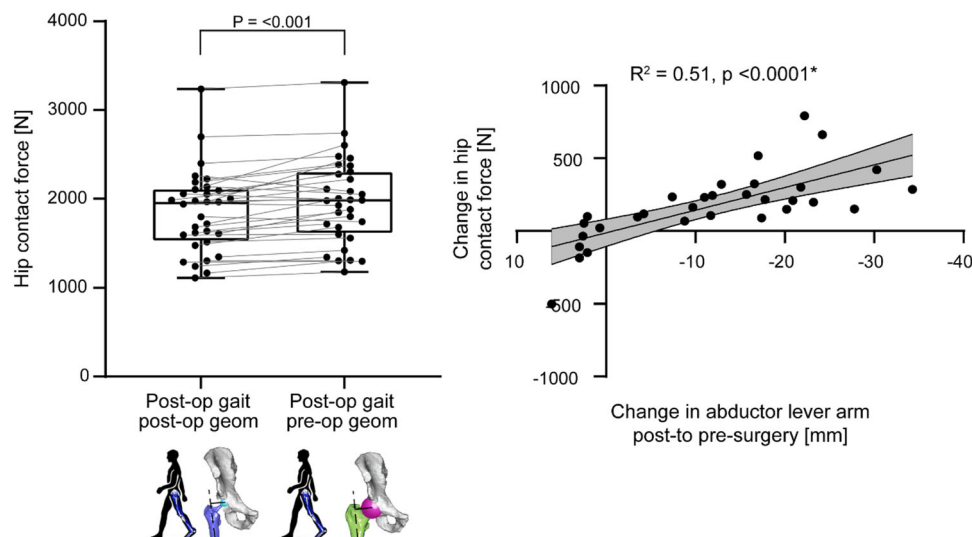 4000
3000
2000
1000
0
Hip contact force [N]
P = <0.001
Post-op gait
post-op geom
Post-op gait
pre-op geom
R² = 0.51, p <0.0001*
1000
500
-500
-1000
10
-10
-20
-30
-40
Change in hip
contact force [N]
Change in abductor lever arm
post-to pre-surgery [mm]